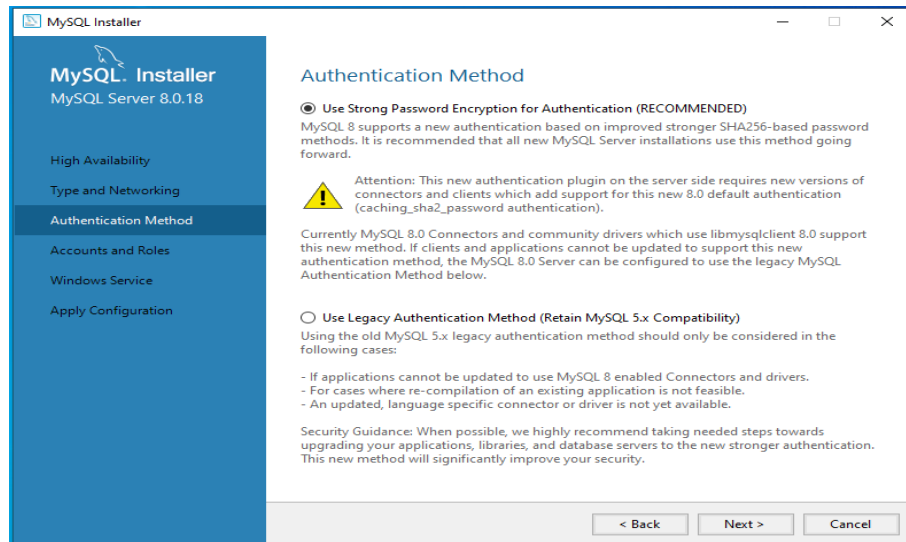 MySQL Installer
MySQL. Installer
MySQL Server 8.0.18
High Availability
Type and Networking
Authentication Method
Accounts and Roles
Windows Service
Apply Configuration
Authentication Method
Use Strong Password Encryption for Authentication (RECOMMENDED)
MySQL 8 supports a new authentication based on improved stronger SHA256-based password
methods. It is recommended that all new MySQL Server installations use this method going
forward.
Attention: This new authentication plugin on the server side requires new versions of
connectors and clients which add support for this new 8.0 default authentication
(caching_sha2_password authentication).
Currently MySQL 8.0 Connectors and community drivers which use libmysqlclient 8.0 support
this new method. If clients and applications cannot be updated to support this new
authentication method, the MySQL 8.0 Server can be configured to use the legacy MySQL
Authentication Method below.
Use Legacy Authentication Method (Retain MySQL 5.x Compatibility)
Using the old MySQL 5.x legacy authentication method should only be considered in the
following cases:
- If applications cannot be updated to use MySQL 8 enabled Connectors and drivers.
- For cases where re-compilation of an existing application is not feasible.
- An updated, language specific connector or driver is not yet available.
Security Guidance: When possible, we highly recommend taking needed steps towards
upgrading your applications, libraries, and database servers to the new stronger authentication.
This new method will significantly improve your security.
< Back
Next >
Cancel